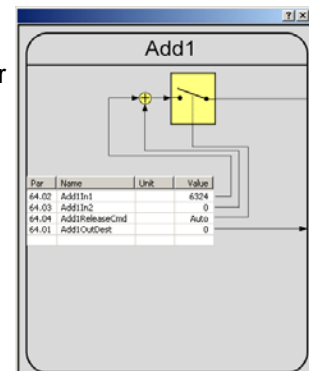 Add1
r
Par Name Unit Value
64.02 Add1In1 6324
64.03 Add1In2 0
64.04 Add1ReleaseCmd Auto
64.01 Add1OutDest 0